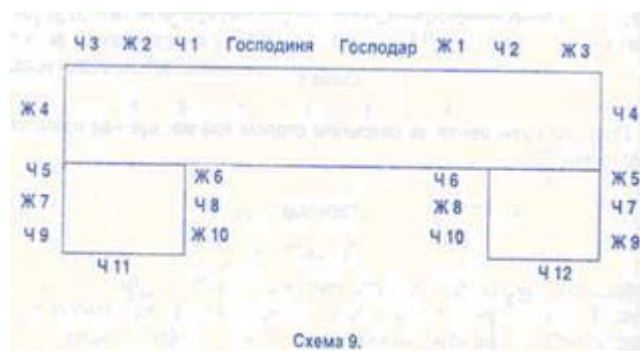 Ч 3 Ж 2 Ч 1 Господиня Господар Ж 1 Ч 2 Ж 3
Ж 4 Ч 4
Ч 5 Ж 6 Ч 6 Ж 5
Ж 7 Ч 8 Ж 8 Ч 7
Ч 9 Ж 10 Ч 10 Ж 9
Ч 11 Ч 12
Схема 9.